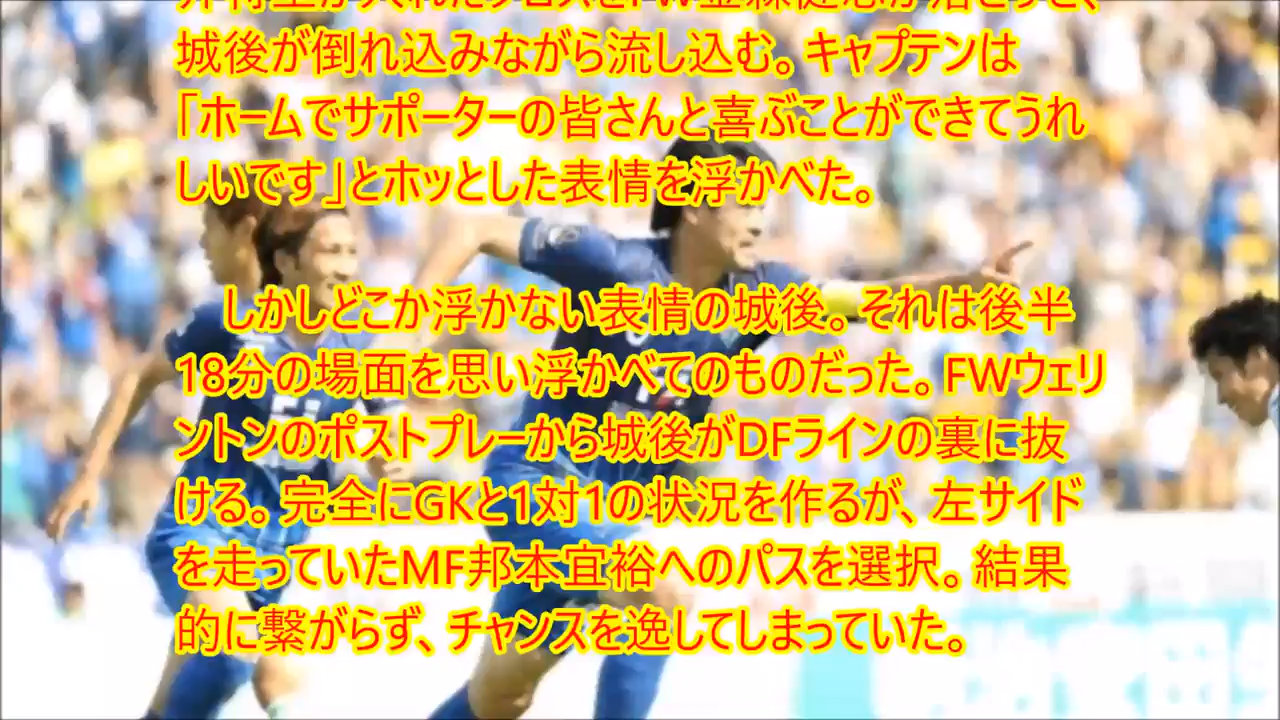 城後が倒れ込みながら流し込む。キャプテンは
「ホームでサポーターの皆さんと喜ぶことができてうれ
しいです」とホッとした表情を浮かべた。
しかしどこか浮かない表情の城後。それは後半
18分の場面を思い浮かべてのものだった。FWウェリ
ントンのポストプレーから城後がDFラインの裏に抜
ける。完全にGKと1対1の状況を作るが、左サイド
を走っていたMF邦本宜裕へのパスを選択。結果
的に繋がらず、チャンスを逸してしまっていた。